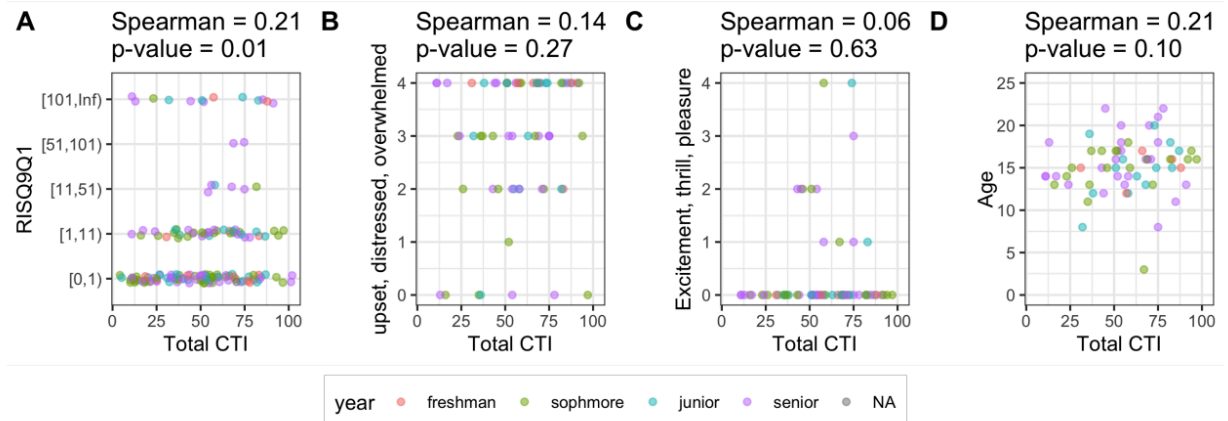 A
Spearman = 0.21
p-value = 0.01
RISQ9Q1
[101,Inf)
[51,101)
[11,51)
[1,11)
[0,1)
0 25 50 75 100
Total CTI
B
Spearman = 0.14
p-value = 0.27
upset, distressed, overwhelmed
4
3
2
1
0
0 25 50 75 100
Total CTI
C
Spearman = 0.06
p-value = 0.63
Excitement, thrill, pleasure
4
3
2
1
0
0 25 50 75 100
Total CTI
D
Spearman = 0.21
p-value = 0.10
Age
25
20
15
10
5
0
0 25 50 75 100
Total CTI
year freshman sophmore junior senior NA